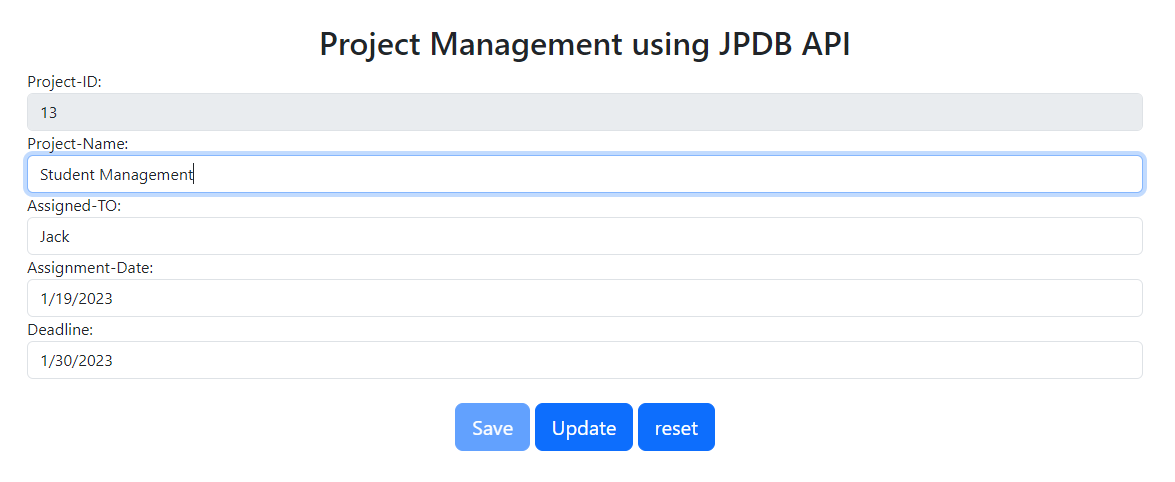 Project Management using JPDB API
Project-ID:
13
Project-Name:
Student Management
Assigned-TO:
Jack
Assignment-Date:
1/19/2023
Deadline:
1/30/2023
Save Update reset